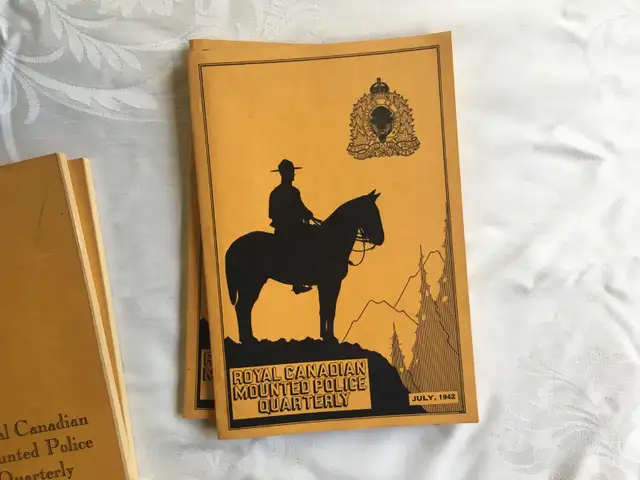 ROYAL CANADIAN
MOUNTED POLICE
QUARTERLY
JULY, 1942
al Canadian
unted Police
Quarterly